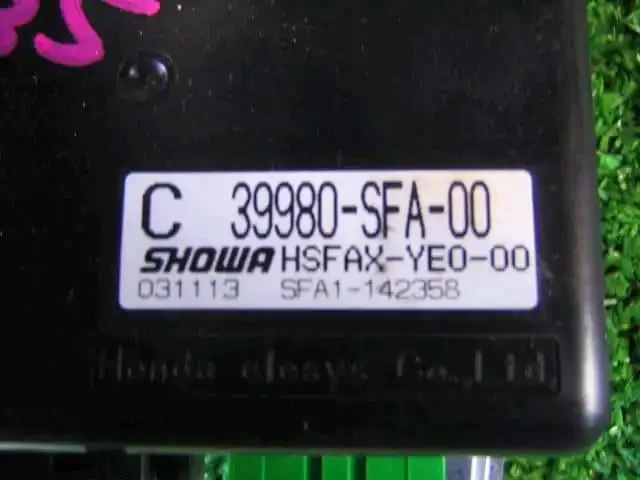 C 39980-SFA-00
SHOWA HSFAX-YE0-00
031113 SFA1-142358
Honda elesys Co.,Ltd